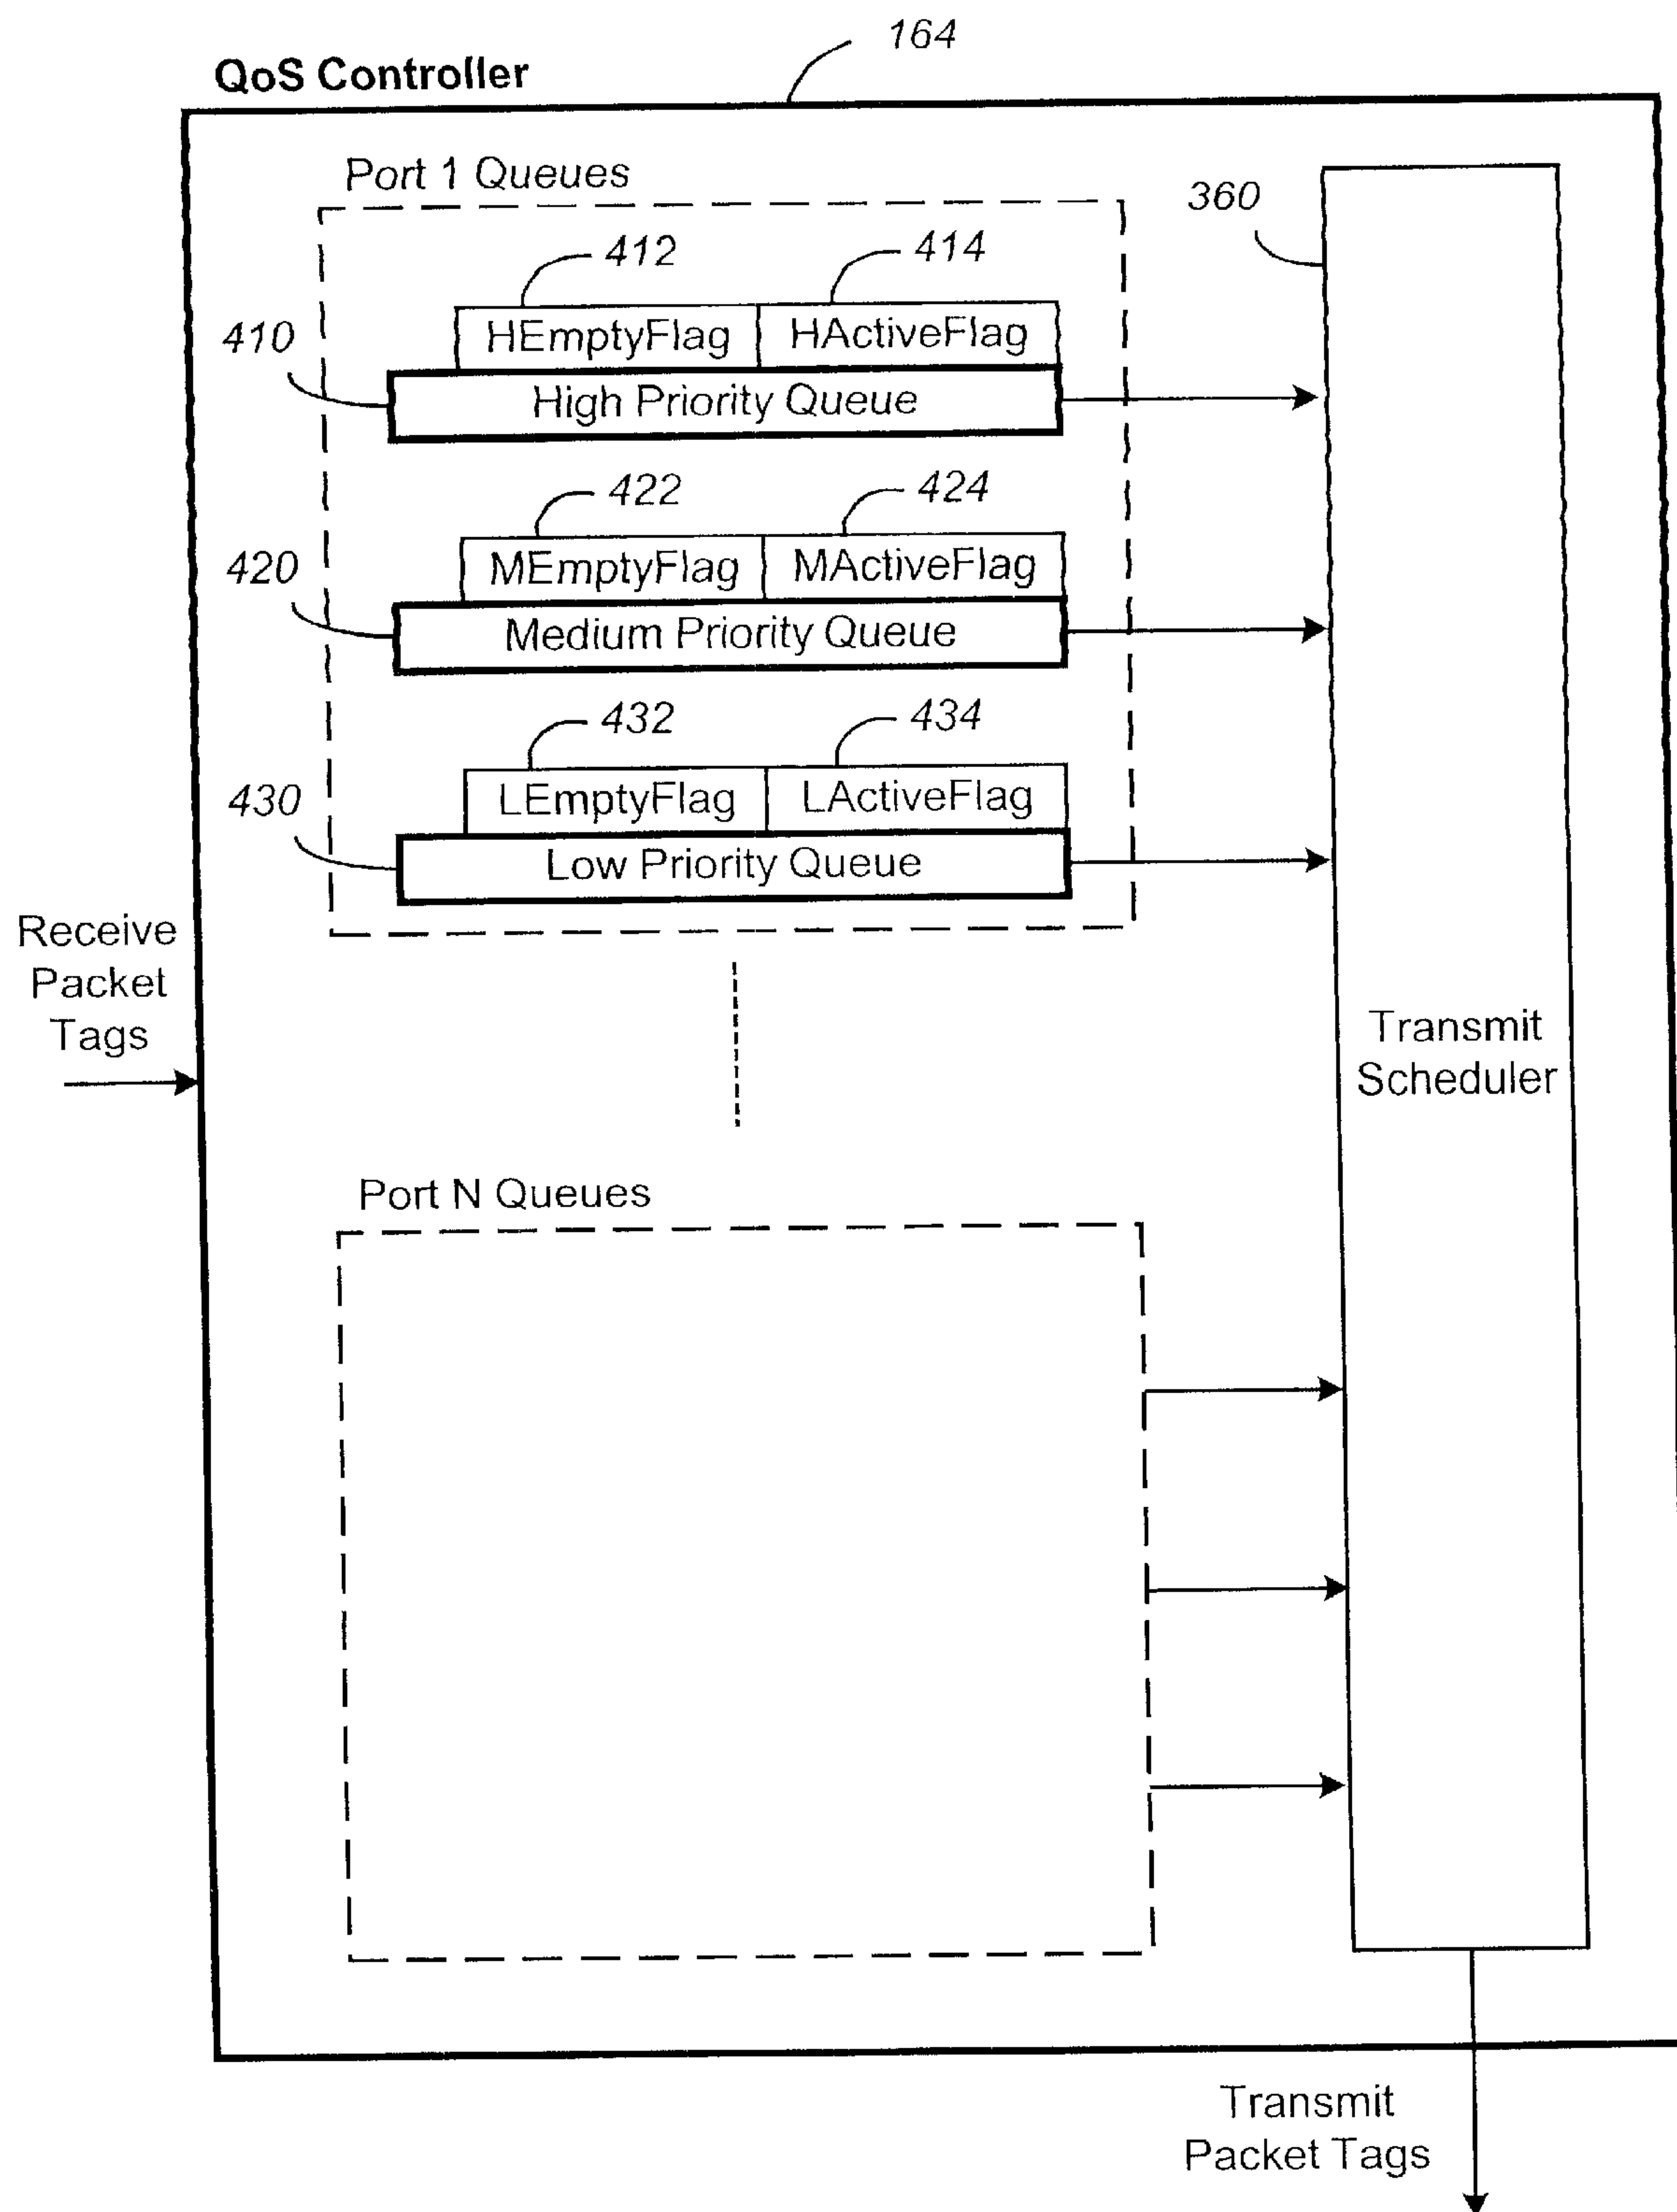 164
QoS Controller
Port 1 Queues
360
412
414
410
HEmptyFlag
HActiveFlag
High Priority Queue
422
424
420
MEmptyFlag
MActiveFlag
Medium Priority Queue
432
434
430
LEmptyFlag
LActiveFlag
Low Priority Queue
Receive
Packet
Tags
Transmit
Scheduler
Port N Queues
Transmit
Packet Tags